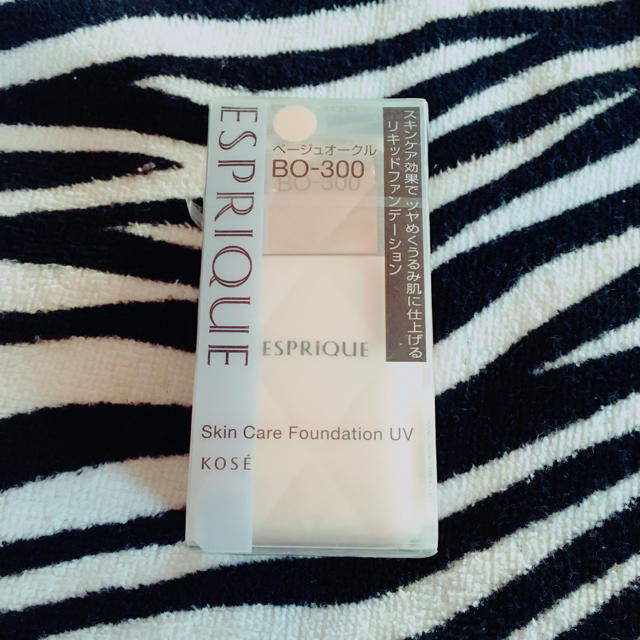 ESPRIQUE
ベージュオークル
BO-300
BO-300
スキンケア効果で ツヤめくうるみ肌に仕上げる
リキッドファンデーション
ESPRIQUE
Skin Care Foundation UV
KOSÉ